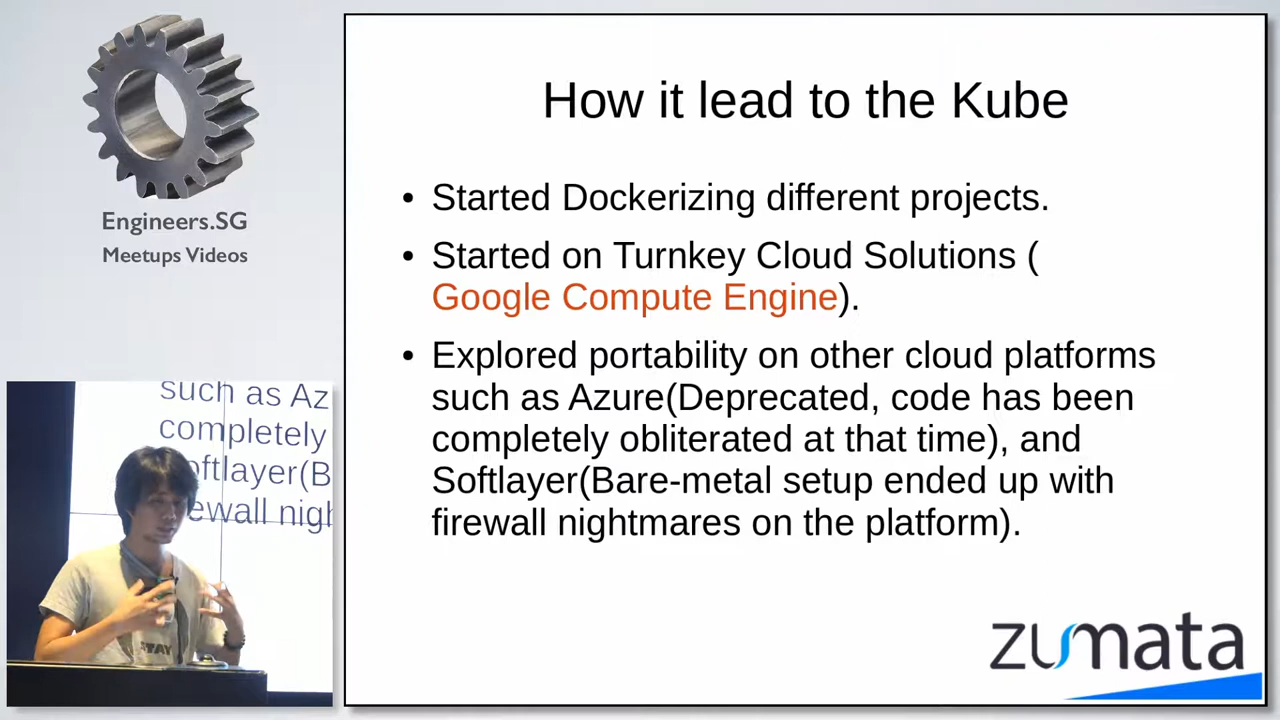 Engineers.SG
Meetups Videos
How it lead to the Kube
• Started Dockerizing different projects.
• Started on Turnkey Cloud Solutions (
Google Compute Engine).
• Explored portability on other cloud platforms
such as Azure(Deprecated, code has been
completely obliterated at that time), and
Softlayer(Bare-metal setup ended up with
firewall nightmares on the platform).
zumata
such as Az
completely
oftlayer(B
ewall nigh
TAY